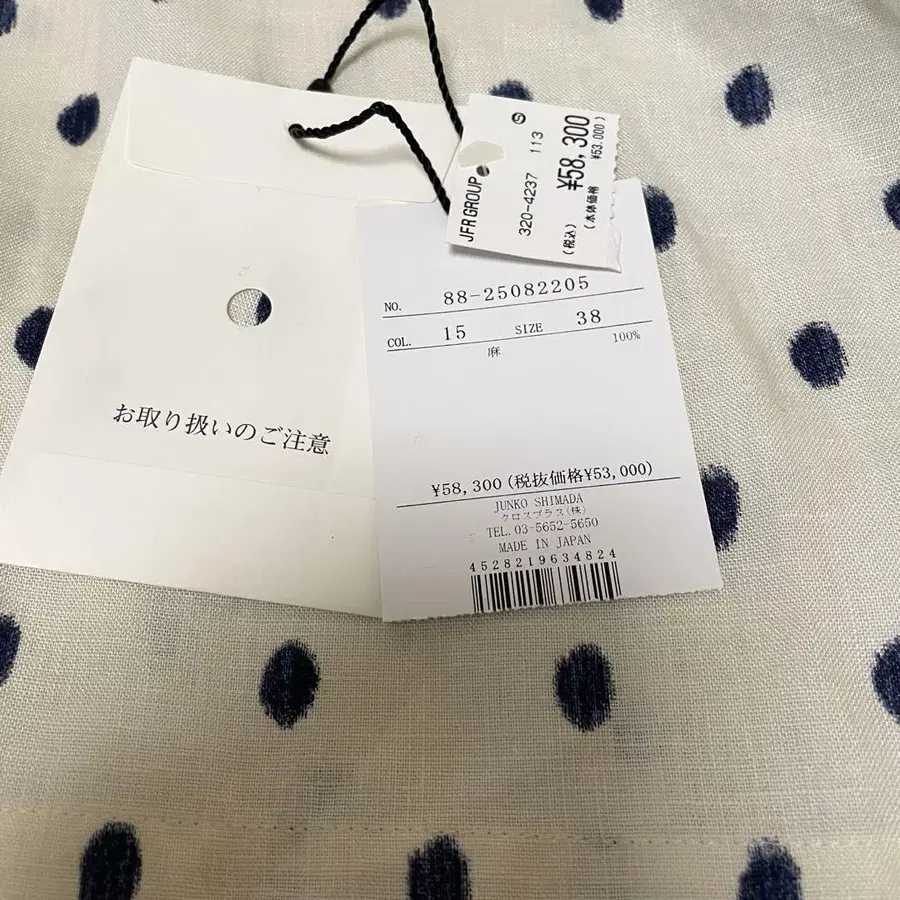 JFR GROUP
320-4237 113 Ⓢ
(税込) ¥58,300
(本体価格 ¥53,000)
お取り扱いのご注意
NO. 88-25082205
COL. 15 SIZE 38
麻 100%
¥58,300(税抜価格¥53,000)
JUNKO SHIMADA
クロスプラス(株)
TEL.03-5652-5650
MADE IN JAPAN
4528219634824